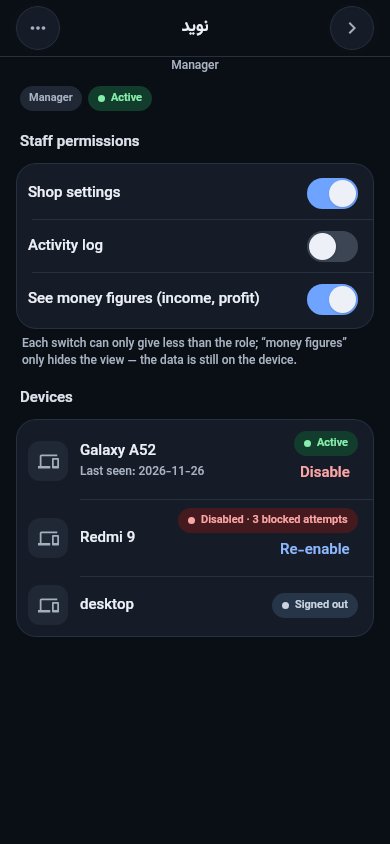 نوید
Manager
Manager
Active
Staff permissions
Shop settings
Activity log
See money figures (income, profit)
Each switch can only give less than the role; “money figures”
only hides the view — the data is still on the device.
Devices
Galaxy A52
Active
Last seen: 2026-11-26
Disable
Disabled · 3 blocked attempts
Redmi 9
Re-enable
desktop
Signed out